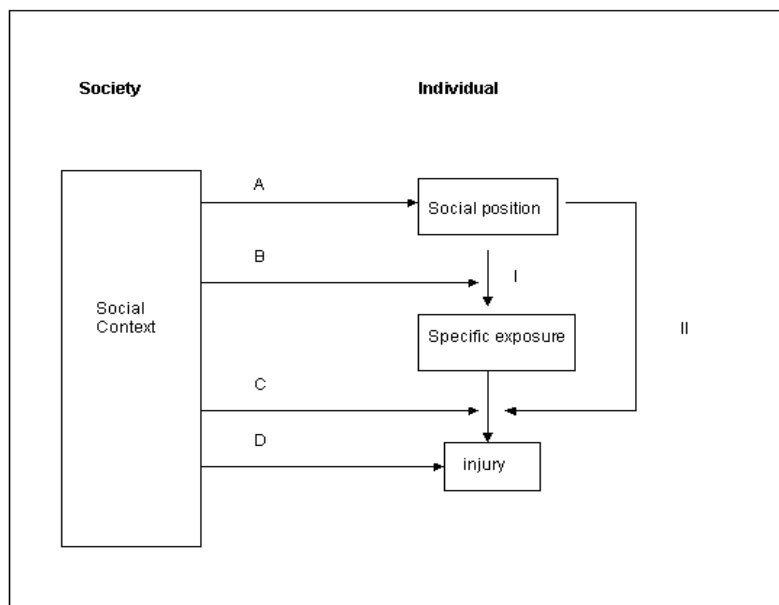 Society
Individual
A
Social position
B
I
Social
Context
Specific exposure
II
C
D
injury